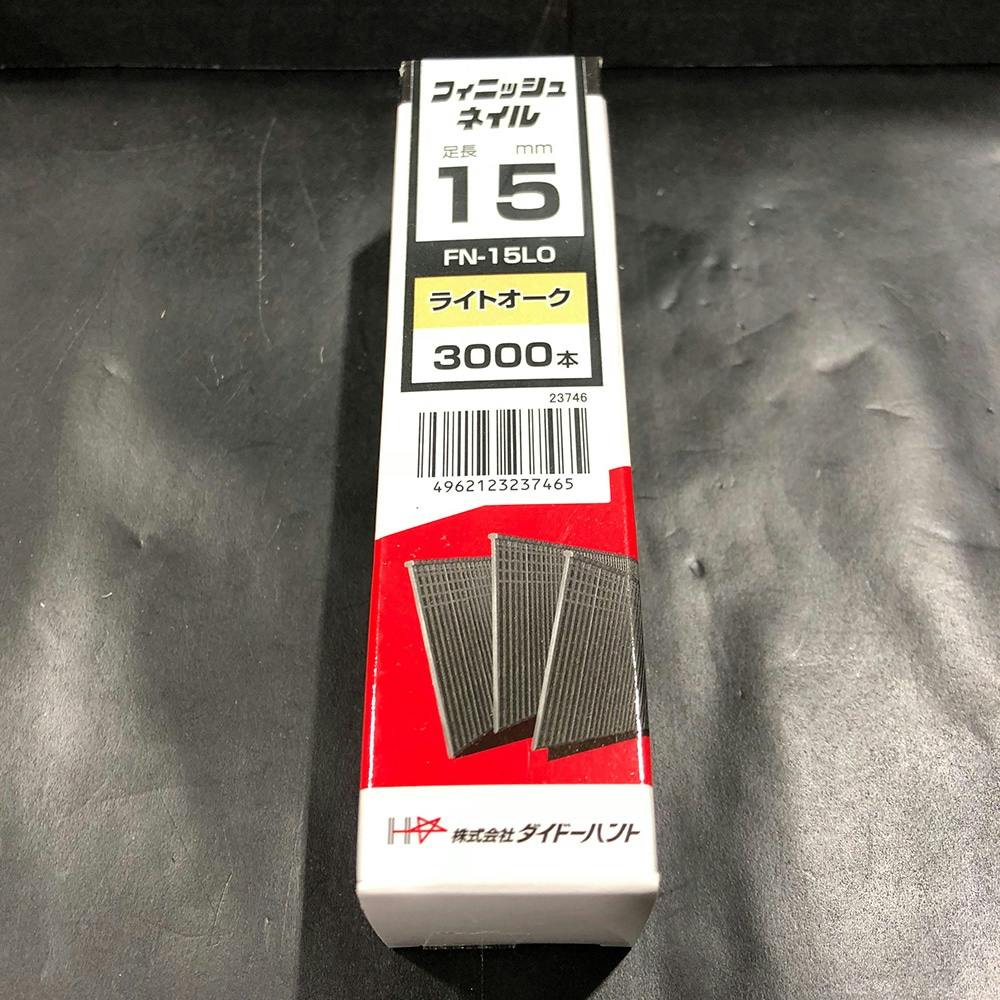 フィニッシュ
ネイル
足長 mm
15
FN-15LO
ライトオーク
3000本
23746
4962123237465
株式会社 ダイドーハント